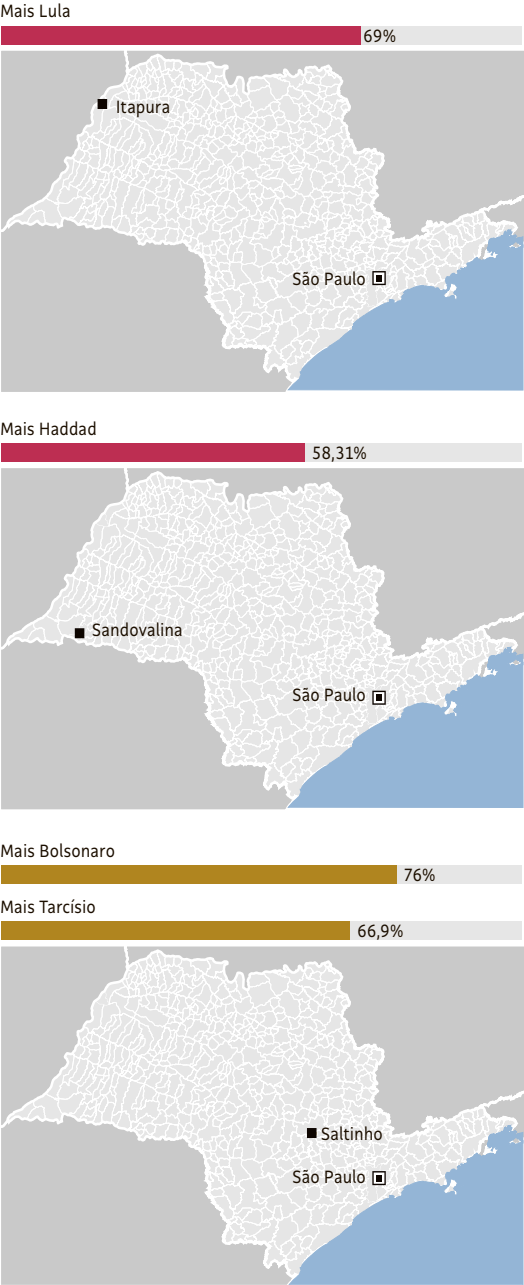 Mais Lula
69%
Itapura
São Paulo
Mais Haddad
58,31%
Sandovalina
São Paulo
Mais Bolsonaro
76%
Mais Tarcísio
66,9%
Saltinho
São Paulo